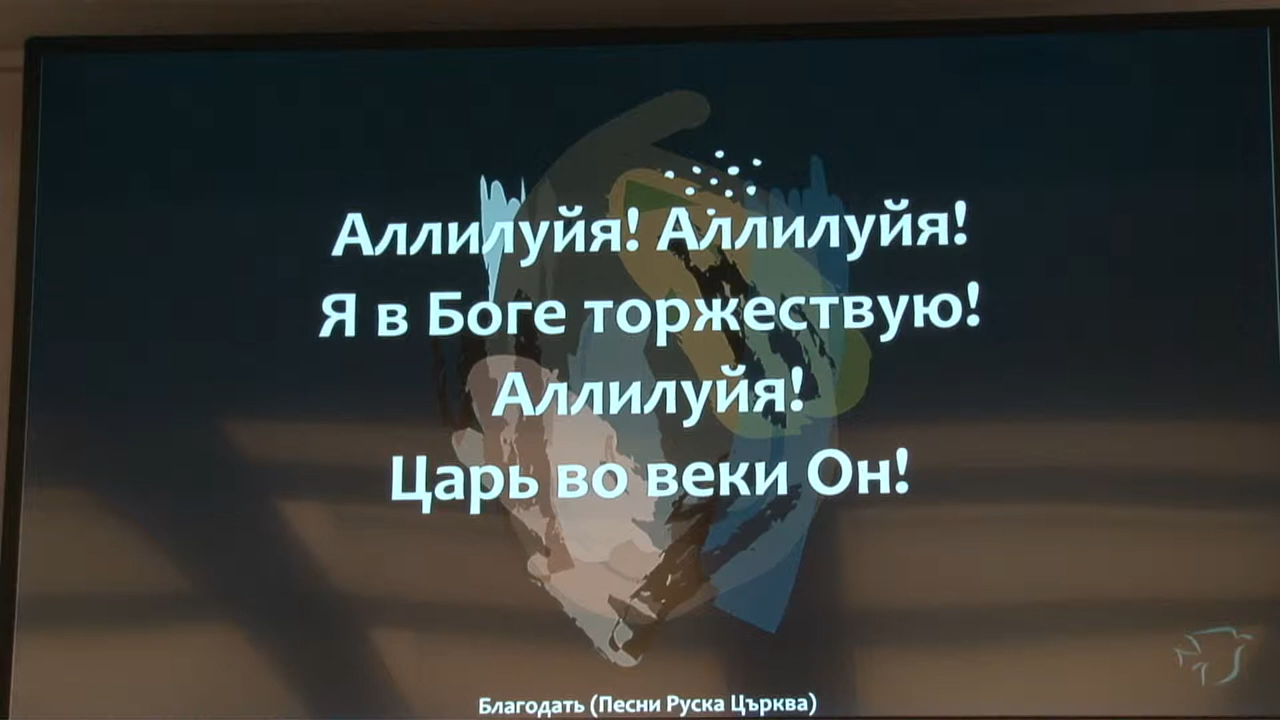 Аллилуйя! Аллилуйя!
Я в Боге торжествую!
Аллилуйя!
Царь во веки Он!
Благодать (Песни Руска Църква)